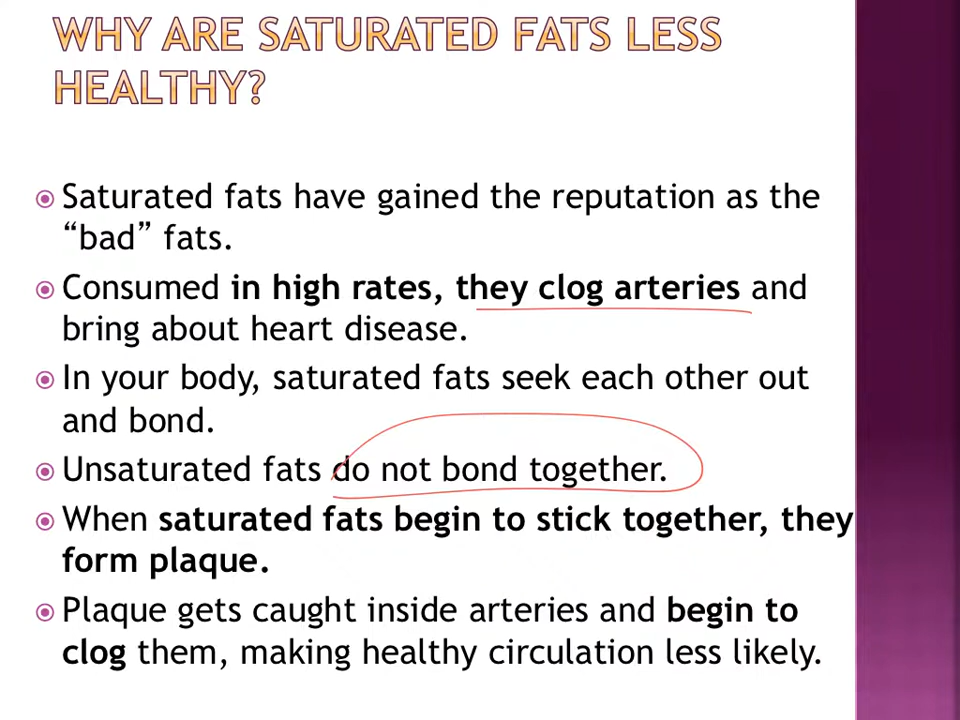 WHY ARE SATURATED FATS LESS
HEALTHY?
Saturated fats have gained the reputation as the
“bad” fats.
Consumed in high rates, they clog arteries and
bring about heart disease.
In your body, saturated fats seek each other out
and bond.
Unsaturated fats do not bond together.
When saturated fats begin to stick together, they
form plaque.
Plaque gets caught inside arteries and begin to
clog them, making healthy circulation less likely.